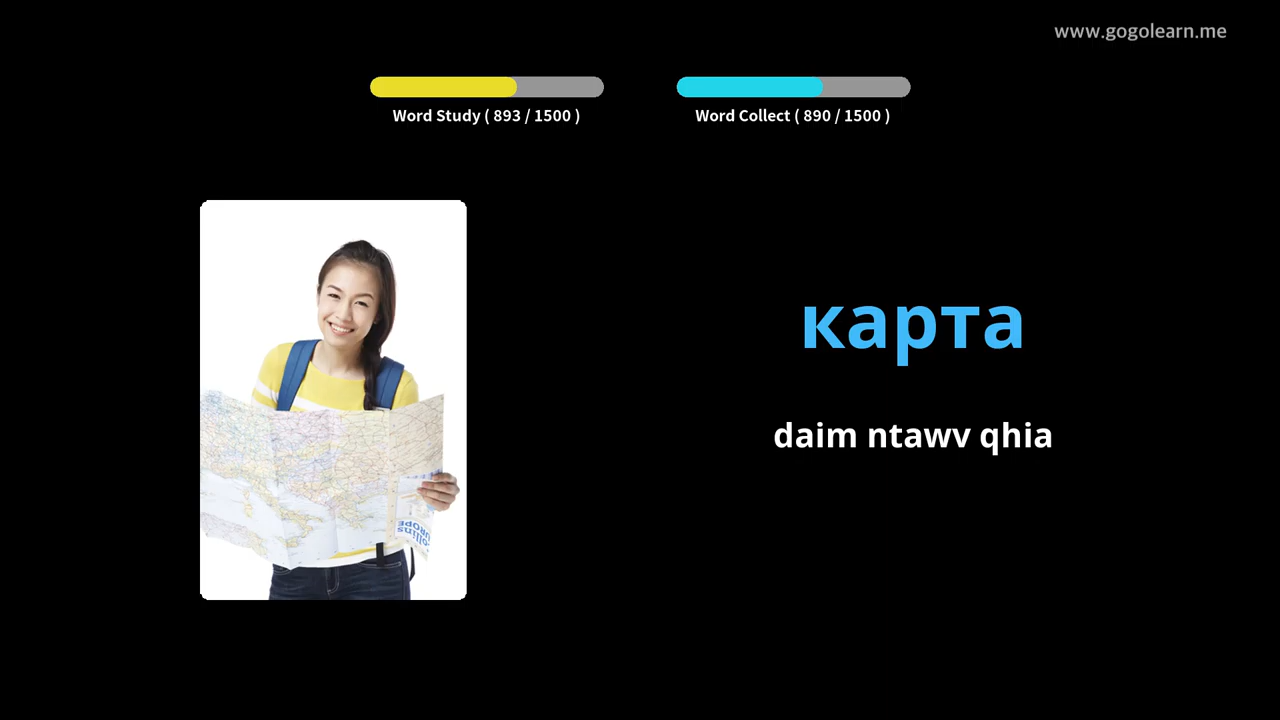 www.gogolearn.me
Word Study ( 893 / 1500 )
Word Collect ( 890 / 1500 )
карта
daim ntawv qhia